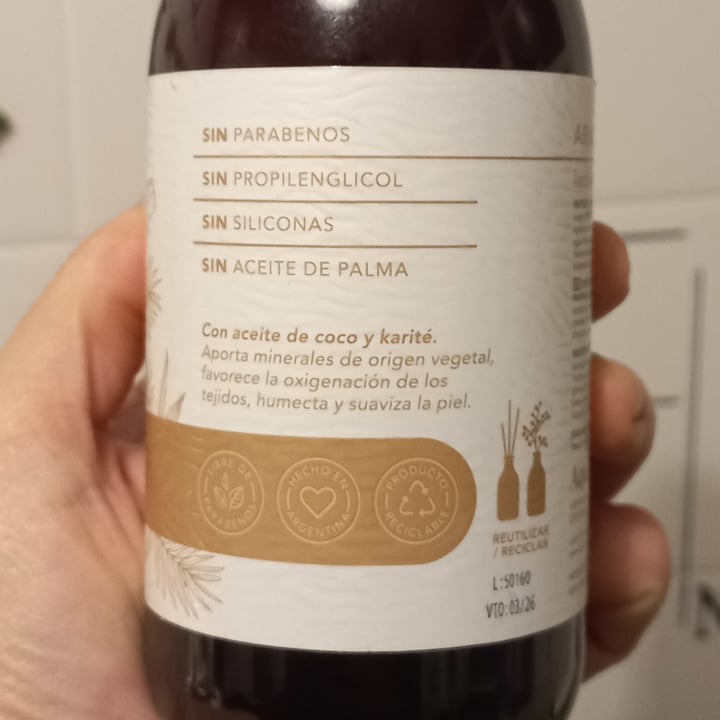 SIN PARABENOS
SIN PROPILENGLICOL
SIN SILICONAS
SIN ACEITE DE PALMA
Con aceite de coco y karité.
Aporta minerales de origen vegetal,
favorece la oxigenación de los
tejidos, humecta y suaviza la piel.
LIBRE DE
PARABENOS
HECHO EN
ARGENTINA
PRODUCTO
RECICLABLE
REUTILIZAR
/ RECICLAR
L:50160
VTO:03/26